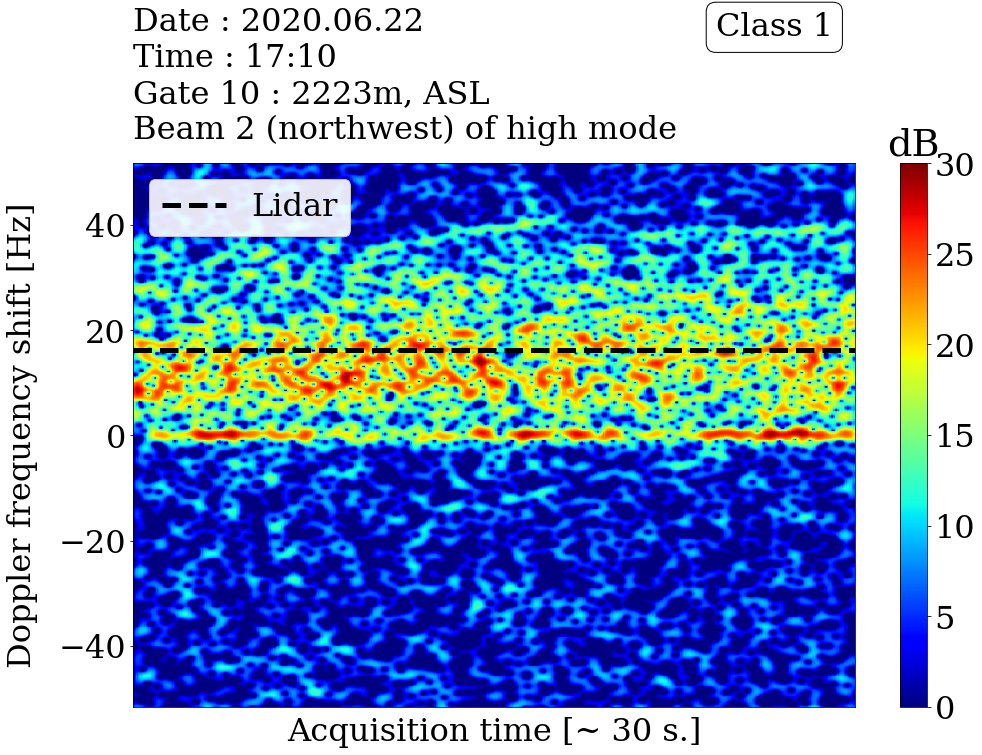 Date : 2020.06.22
Time : 17:10
Gate 10 : 2223m, ASL
Beam 2 (northwest) of high mode
Class 1
dB
Lidar
Doppler frequency shift [Hz]
40
20
0
−20
−40
Acquisition time [~ 30 s.]
30
25
20
15
10
5
0